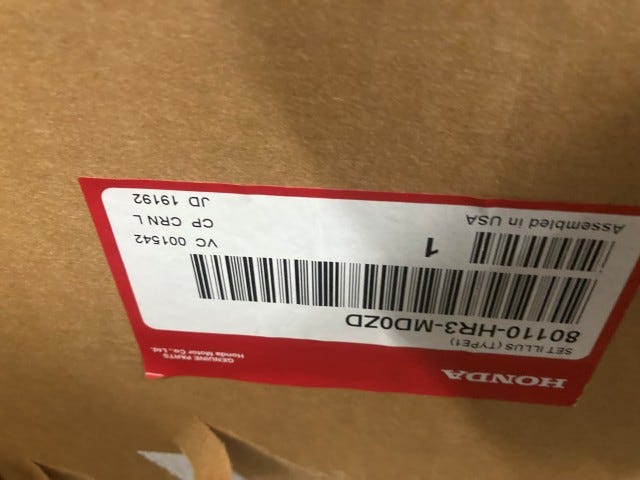 HONDA
GENUINE PARTS
Honda Motor Co., Ltd.
SET ILLUS (TYPE1)
80110-HR3-MD0ZD
1
VC 001542
CP CRN L
JD 19192
Assembled in USA